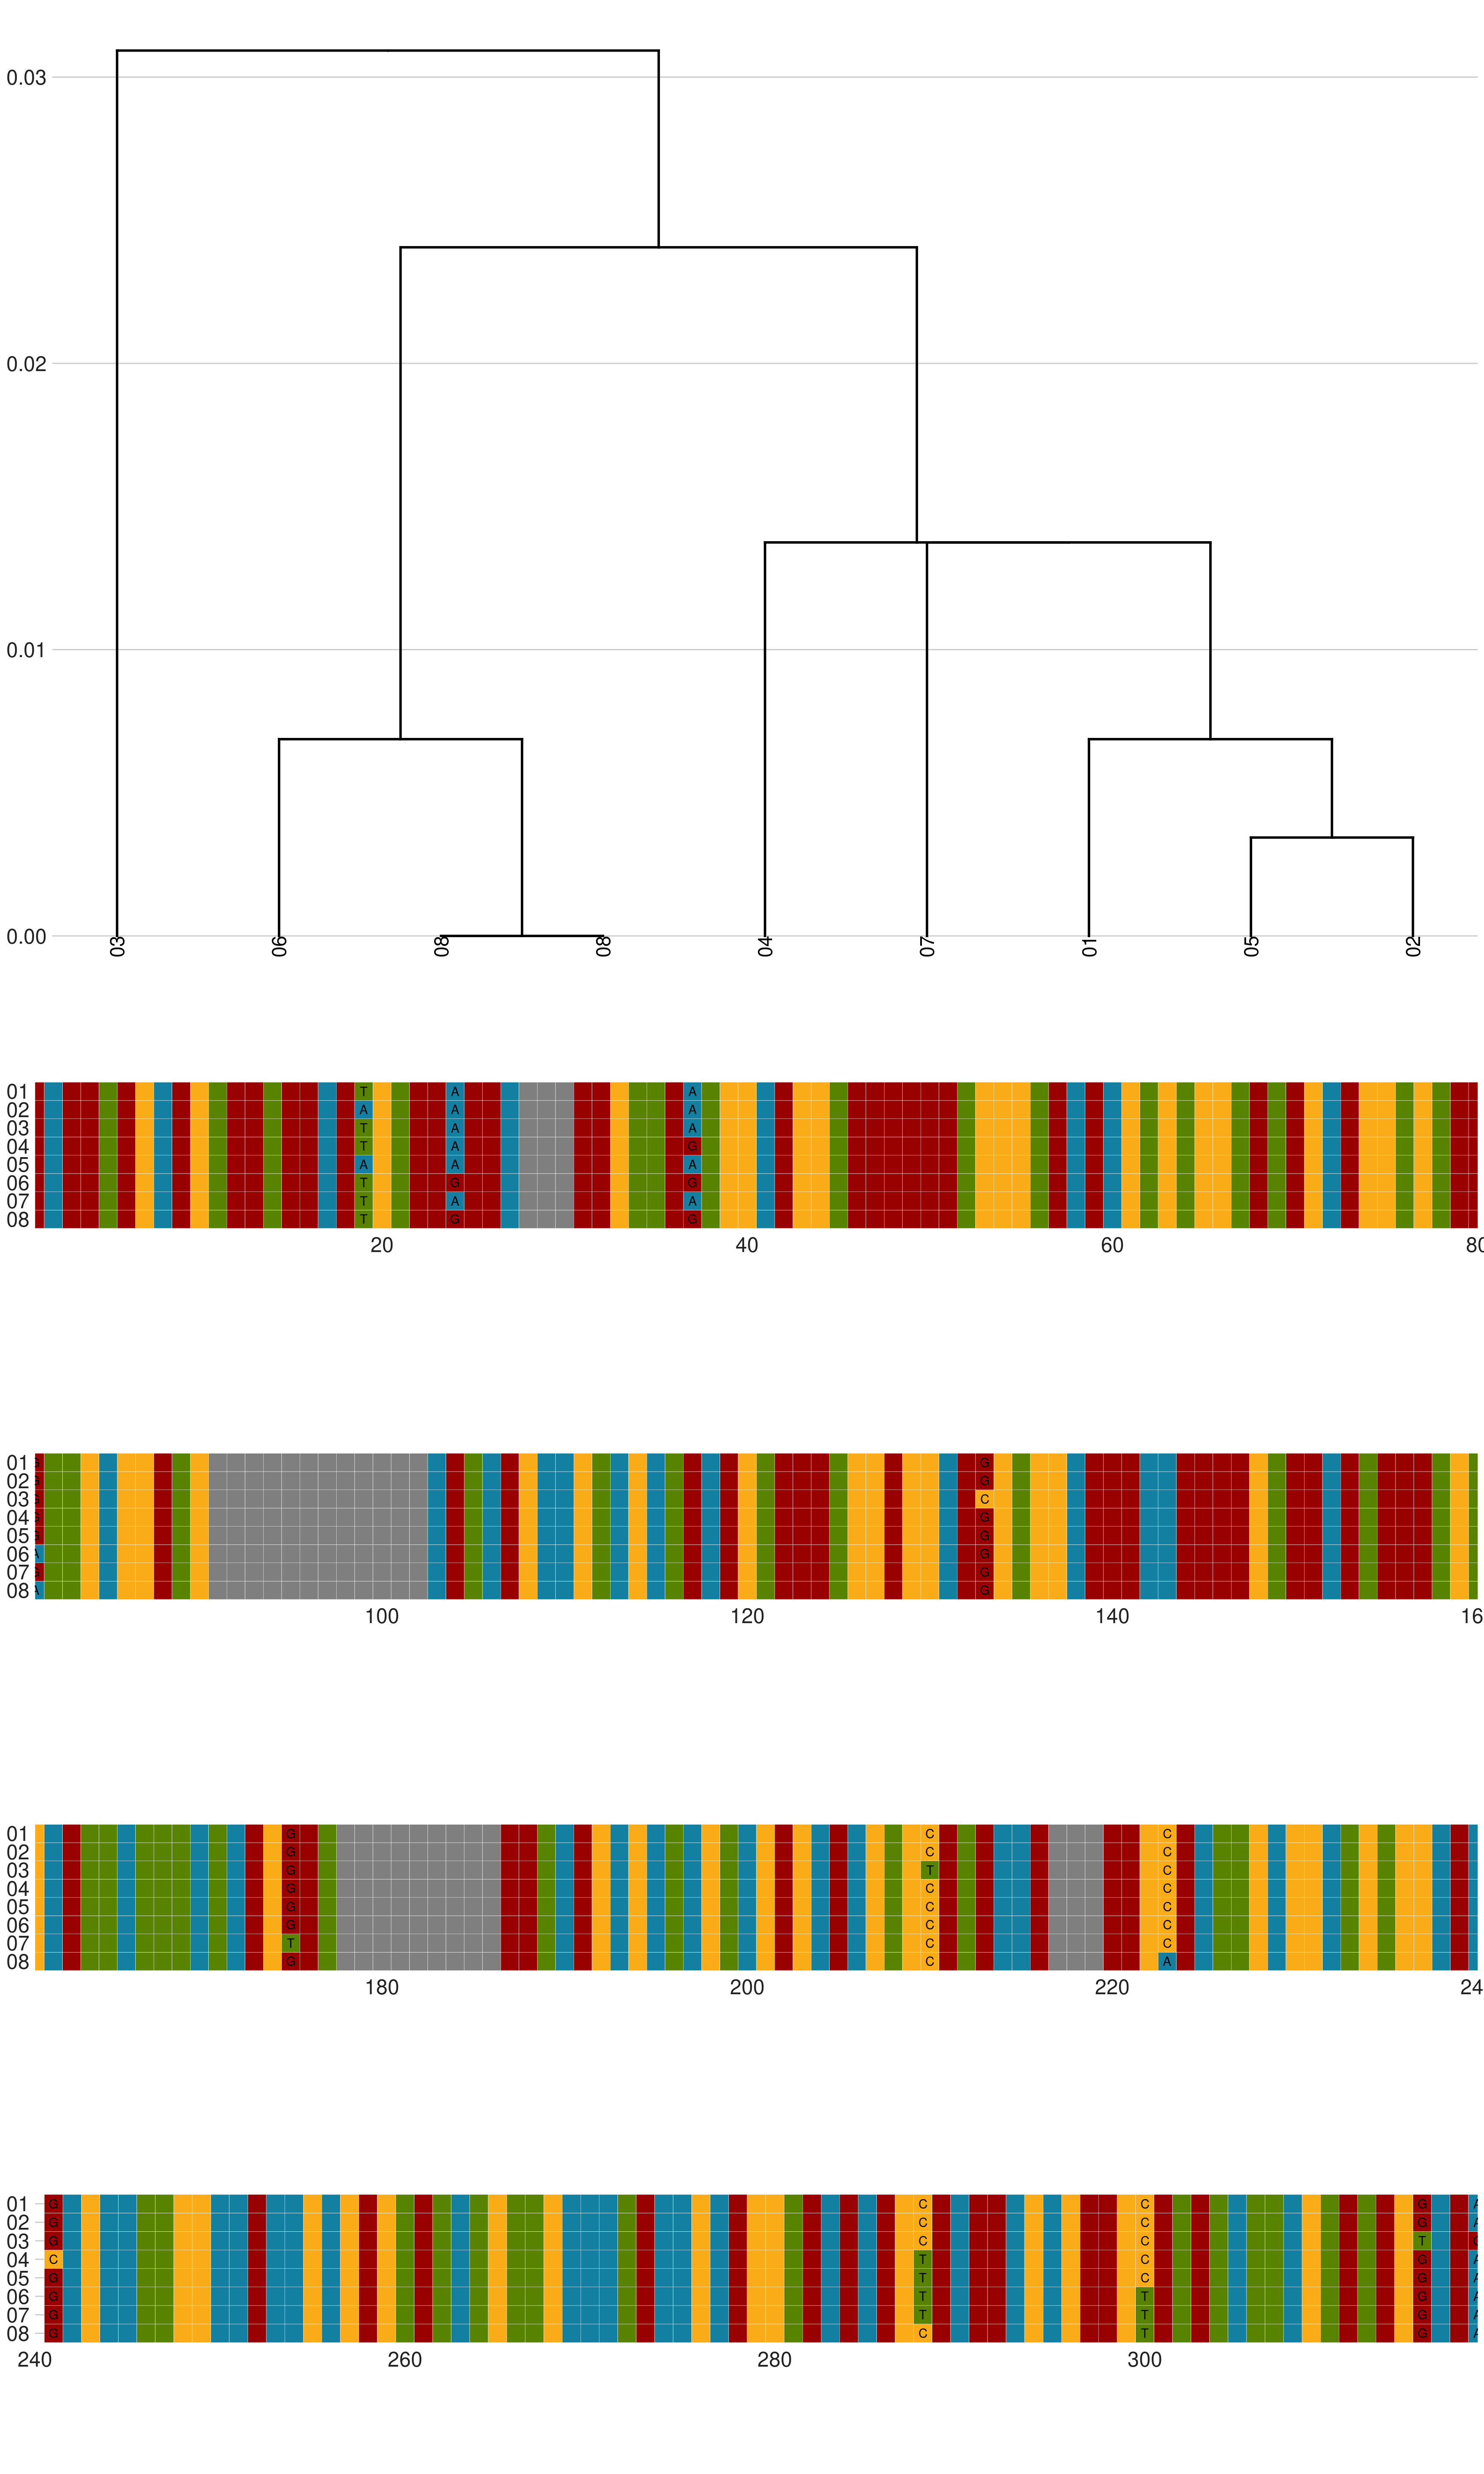 0.03
0.02
0.01
0.00
03 06 08 08 04 07 01 05 02
01 T A A
02 A A A
03 T A A
04 T A G
05 A A A
06 T G G
07 T A A
08 T G G
20 40 60 80
01 G G
02 G G
03 G C
04 G G
05 G G
06 A G
07 G G
08 A G
100 120 140 16
01 G C C
02 G C C
03 G T C
04 G C C
05 G C C
06 G C C
07 T C C
08 G C A
180 200 220 24
01 G C C G A
02 G C C G A
03 G C C T G
04 C T C G A
05 G T C G A
06 G T T G A
07 G T T G A
08 G C T G A
240 260 280 300